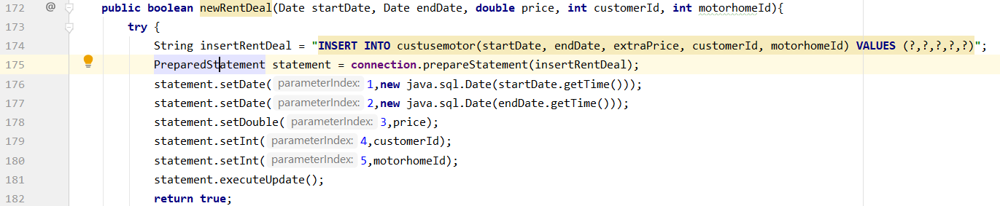 172 @ public boolean newRentDeal(Date startDate, Date endDate, double price, int customerId, int motorhomeId){
173 try {
174 String insertRentDeal = "INSERT INTO custusemotor(startDate, endDate, extraPrice, customerId, motorhomeId) VALUES (?,?,?,?,?)";
175 PreparedStatement statement = connection.prepareStatement(insertRentDeal);
176 statement.setDate( parameterIndex: 1,new java.sql.Date(startDate.getTime()));
177 statement.setDate( parameterIndex: 2,new java.sql.Date(endDate.getTime()));
178 statement.setDouble( parameterIndex: 3,price);
179 statement.setInt( parameterIndex: 4,customerId);
180 statement.setInt( parameterIndex: 5,motorhomeId);
181 statement.executeUpdate();
182 return true;